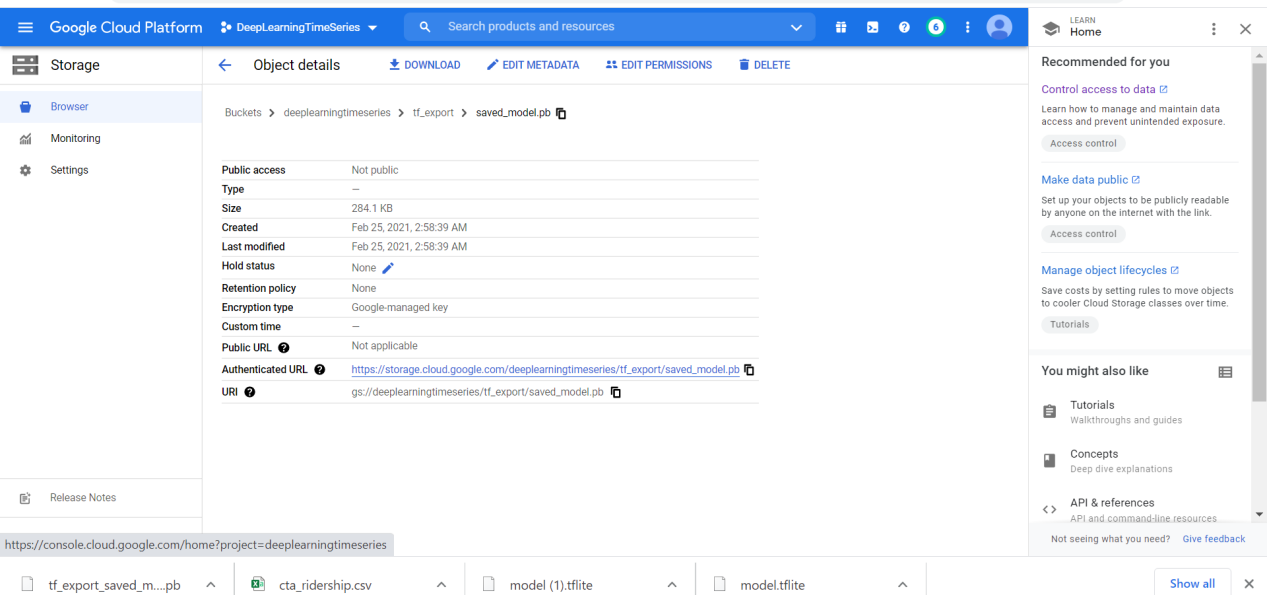 Google Cloud Platform
DeepLearningTimeSeries
Search products and resources
6
LEARN
Home
Storage
Object details
DOWNLOAD
EDIT METADATA
EDIT PERMISSIONS
DELETE
Browser
Monitoring
Settings
Buckets > deeplearningtimeseries > tf_export > saved_model.pb
Public access Not public
Type —
Size 284.1 KB
Created Feb 25, 2021, 2:58:39 AM
Last modified Feb 25, 2021, 2:58:39 AM
Hold status None
Retention policy None
Encryption type Google-managed key
Custom time —
Public URL Not applicable
Authenticated URL https://storage.cloud.google.com/deeplearningtimeseries/tf_export/saved_model.pb
URI gs://deeplearningtimeseries/tf_export/saved_model.pb
Recommended for you
Control access to data
Learn how to manage and maintain data
access and prevent unintended exposure.
Access control
Make data public
Set up your objects to be publicly readable
by anyone on the internet with the link.
Access control
Manage object lifecycles
Save costs by setting rules to move objects
to cooler Cloud Storage classes over time.
Tutorials
You might also like
Tutorials
Walkthroughs and guides
Concepts
Deep dive explanations
API & references
API and command-line resources
Not seeing what you need? Give feedback
Release Notes
https://console.cloud.google.com/home?project=deeplearningtimeseries
tf_export_saved_m....pb
cta_ridership.csv
model (1).tflite
model.tflite
Show all